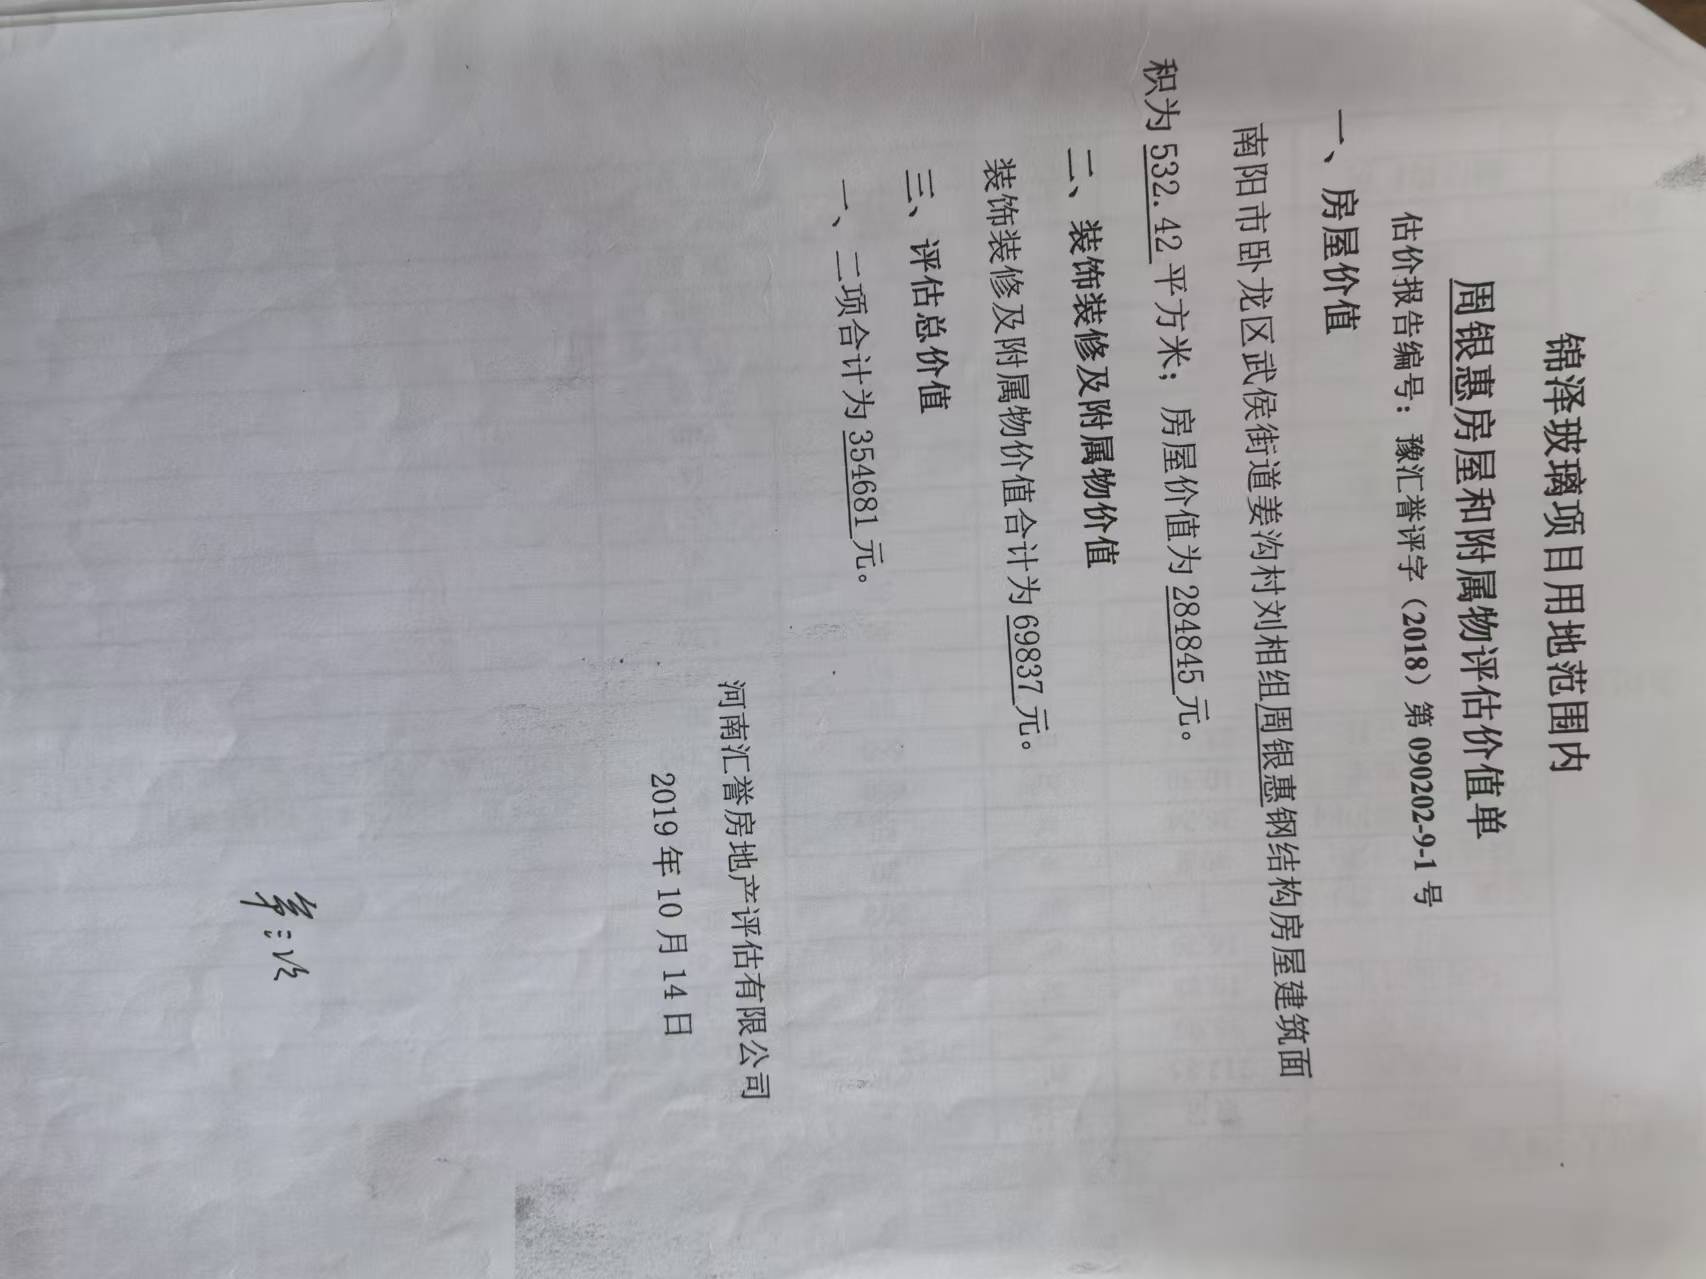 锦泽玻璃项目用地范围内
周银惠房屋和附属物评估价值单
估价报告编号：豫汇誉评字（2018）第 090202-9-1 号
一、房屋价值
南阳市卧龙区武侯街道姜沟村刘相组周银惠钢结构房屋建筑面
积为 532.42 平方米；房屋价值为 284845 元。
二、装饰装修及附属物价值
装饰装修及附属物价值合计为 69837 元。
三、评估总价值
一、二项合计为 354681 元。
河南汇誉房地产评估有限公司
2019 年 10 月 14 日
第三次